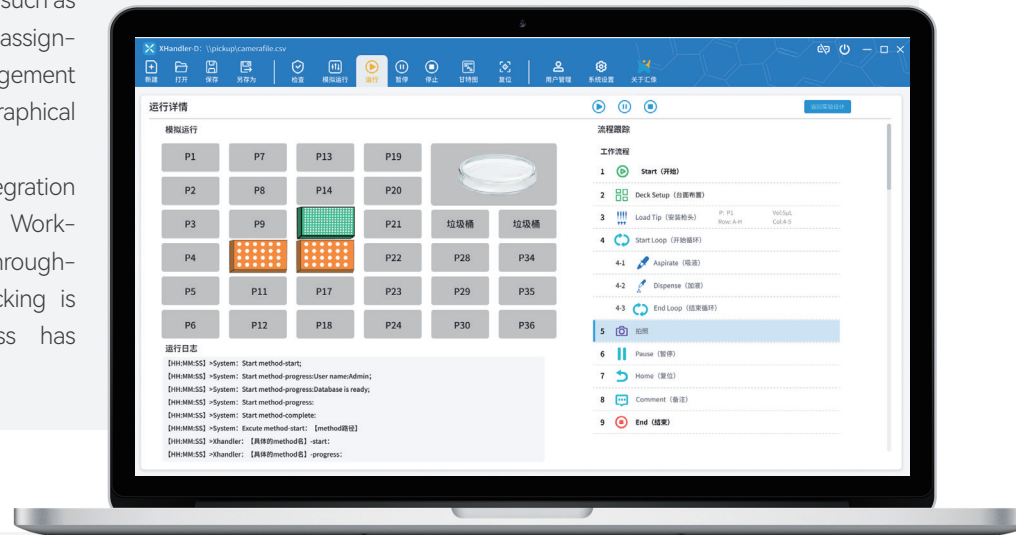 such as
assign-
gement
raphical
egration
Work-
hrough-
cking is
ss has
XHandler-D: \\pickup\camerafile.csv
新建 打开 保存 另存为 检查 模拟运行 运行 暂停 停止 甘特图 复位 用户管理 系统设置 关于汇像
运行详情
返回实验设计
模拟运行
P1 P7 P13 P19
P2 P8 P14 P20
P3 P9 P21 垃圾桶 垃圾桶
P4 P22 P28 P34
P5 P11 P17 P23 P29 P35
P6 P12 P18 P24 P30 P36
运行日志
【HH:MM:SS】>System: Start method-start;
【HH:MM:SS】>System: Start method-progress:User name:Admin;
【HH:MM:SS】>System: Start method-progress:Database is ready;
【HH:MM:SS】>System: Start method-progress:
【HH:MM:SS】>System: Start method-complete:
【HH:MM:SS】>System: Excute method-start: 【method路径】
【HH:MM:SS】>Xhandler: 【具体的method名】-start:
【HH:MM:SS】>Xhandler: 【具体的method名】-progress:
流程跟踪
工作流程
1 Start（开始）
2 Deck Setup（台面布置）
3 Load Tip（安装枪头） P: P1 Vol:5μL
Row: A-H Col:4-5
4 Start Loop（开始循环）
4-1 Aspirate（吸液）
4-2 Dispense（加液）
4-3 End Loop（结束循环）
5 拍照
6 Pause（暂停）
7 Home（复位）
8 Comment（备注）
9 End（结束）